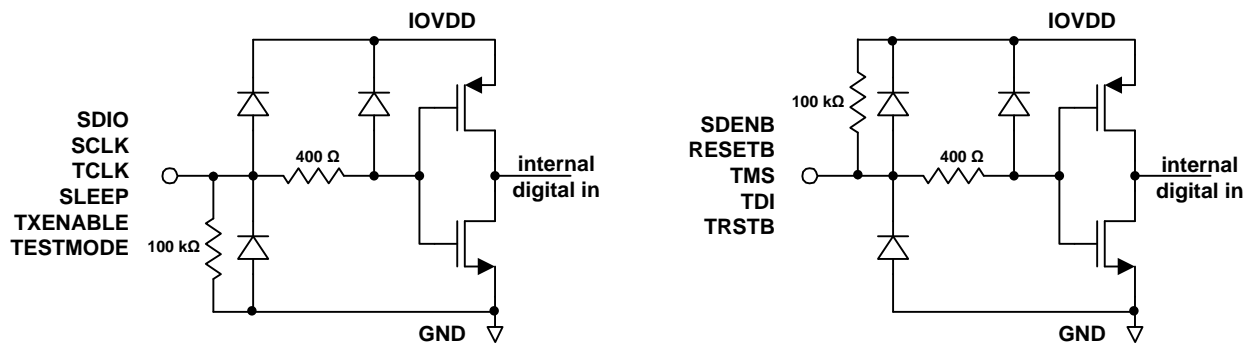 IOVDD
SDIO
SCLK
TCLK
SLEEP
TXENABLE
TESTMODE
100 kΩ
400 Ω
internal
digital in
GND
IOVDD
100 kΩ
SDENB
RESETB
TMS
TDI
TRSTB
400 Ω
internal
digital in
GND